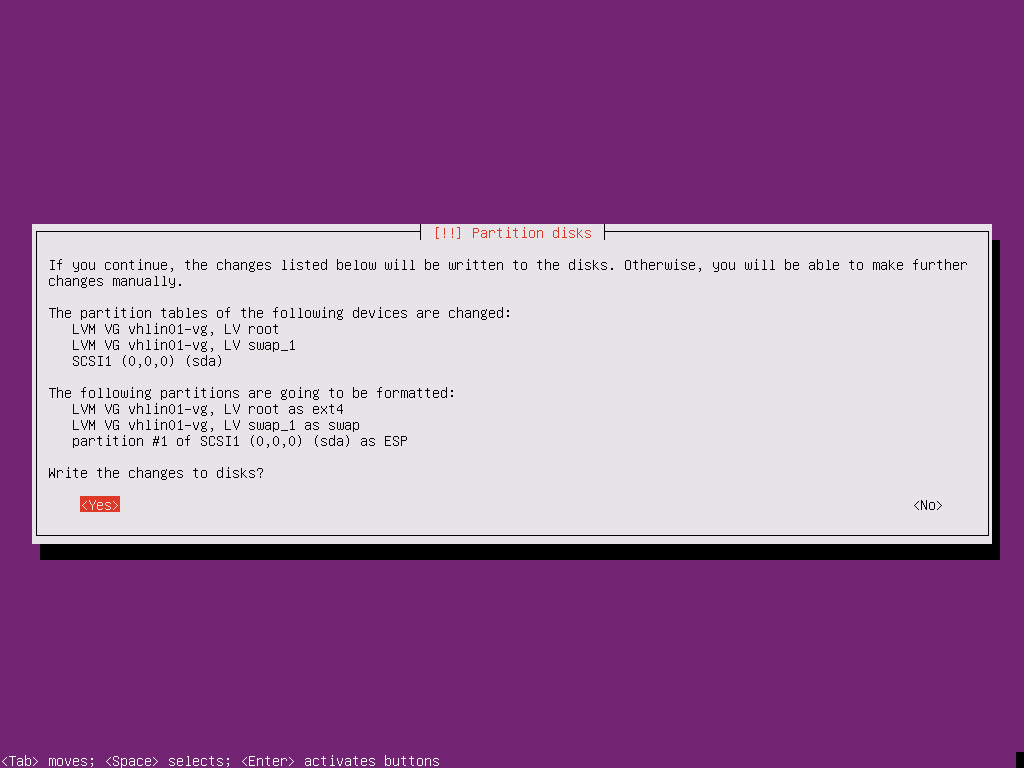 [!!] Partition disks
If you continue, the changes listed below will be written to the disks. Otherwise, you will be able to make further
changes manually.
The partition tables of the following devices are changed:
LVM VG vhlin01-vg, LV root
LVM VG vhlin01-vg, LV swap_1
SCSI1 (0,0,0) (sda)
The following partitions are going to be formatted:
LVM VG vhlin01-vg, LV root as ext4
LVM VG vhlin01-vg, LV swap_1 as swap
partition #1 of SCSI1 (0,0,0) (sda) as ESP
Write the changes to disks?
<Yes> <No>
<Tab> moves; <Space> selects; <Enter> activates buttons